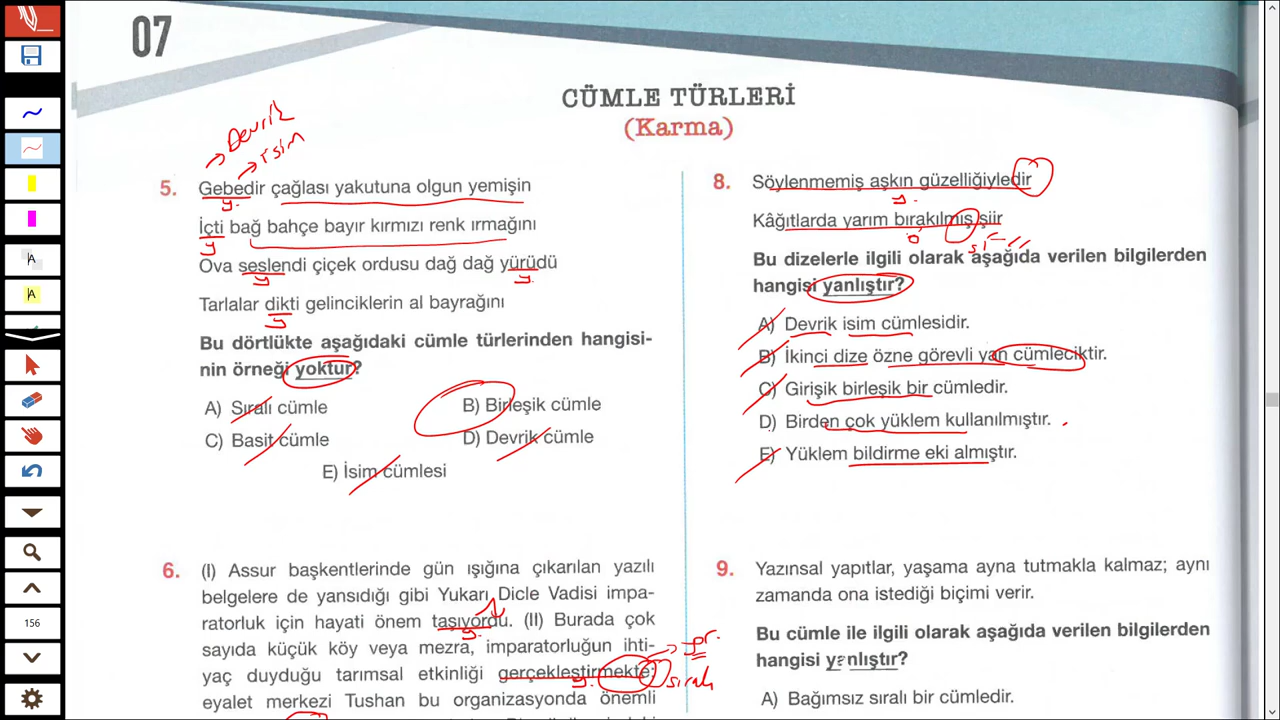 07
CÜMLE TÜRLERİ
(Karma)
Devrik
isim
5. Gebedir çağlası yakutuna olgun yemişin
y.
İçti bağ bahçe bayır kırmızı renk ırmağını
y
Ova seslendi çiçek ordusu dağ dağ yürüdü
y y
Tarlalar dikti gelinciklerin al bayrağını
y
Bu dörtlükte aşağıdaki cümle türlerinden hangisi-
nin örneği yoktur?
A) Sıralı cümle
B) Birleşik cümle
C) Basit cümle
D) Devrik cümle
E) İsim cümlesi
6. (I) Assur başkentlerinde gün ışığına çıkarılan yazılı
belgelere de yansıdığı gibi Yukarı Dicle Vadisi impa-
ratorluk için hayati önem taşıyordu. (II) Burada çok
y.
sayıda küçük köy veya mezra, imparatorluğun ihti-
yaç duyduğu tarımsal etkinliği gerçekleştirmekte;
y.
sıralı
eyalet merkezi Tushan bu organizasyonda önemli
8. Söylenmemiş aşkın güzelliğiyledir
y.
Kâğıtlarda yarım bırakılmış şiir
ö
Bu dizelerle ilgili olarak aşağıda verilen bilgilerden
hangisi yanlıştır?
A) Devrik isim cümlesidir.
B) İkinci dize özne görevli yan cümleciktir.
C) Girişik birleşik bir cümledir.
D) Birden çok yüklem kullanılmıştır.
E) Yüklem bildirme eki almıştır.
9. Yazınsal yapıtlar, yaşama ayna tutmakla kalmaz; aynı
zamanda ona istediği biçimi verir.
Bu cümle ile ilgili olarak aşağıda verilen bilgilerden
hangisi yanlıştır?
A) Bağımsız sıralı bir cümledir.
A
A
156